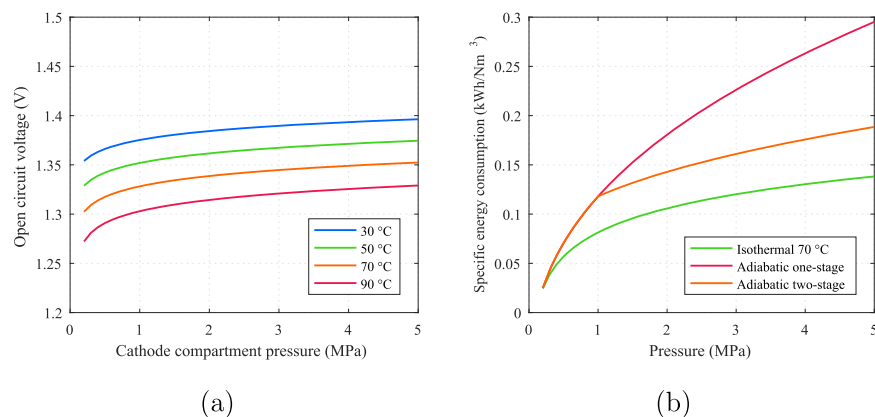 1.5
1.45
1.4
1.35
1.3
1.25
1.2
0
1
2
3
4
5
Open circuit voltage (V)
Cathode compartment pressure (MPa)
30 °C
50 °C
70 °C
90 °C
(a)
0.3
0.25
0.2
0.15
0.1
0.05
0
0
1
2
3
4
5
Specific energy consumption (kWh/Nm³)
Pressure (MPa)
Isothermal 70 °C
Adiabatic one-stage
Adiabatic two-stage
(b)